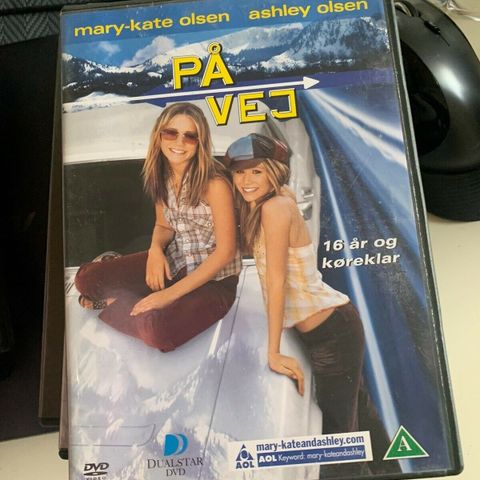 mary-kate olsen ashley olsen
PÅ
VEJ
16 år og
køreklar
DVD
VIDEO
DUALSTAR
DVD
mary-kateandashley.com
AOL
AOL Keyword: mary-kateandashley
A